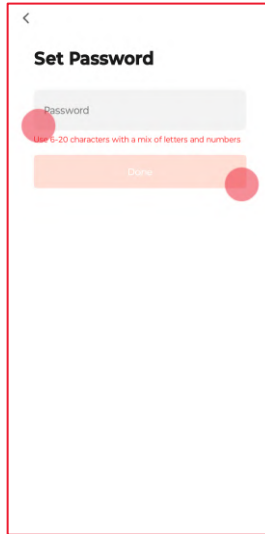 Set Password
Password
Use 6-20 characters with a mix of letters and numbers
Done